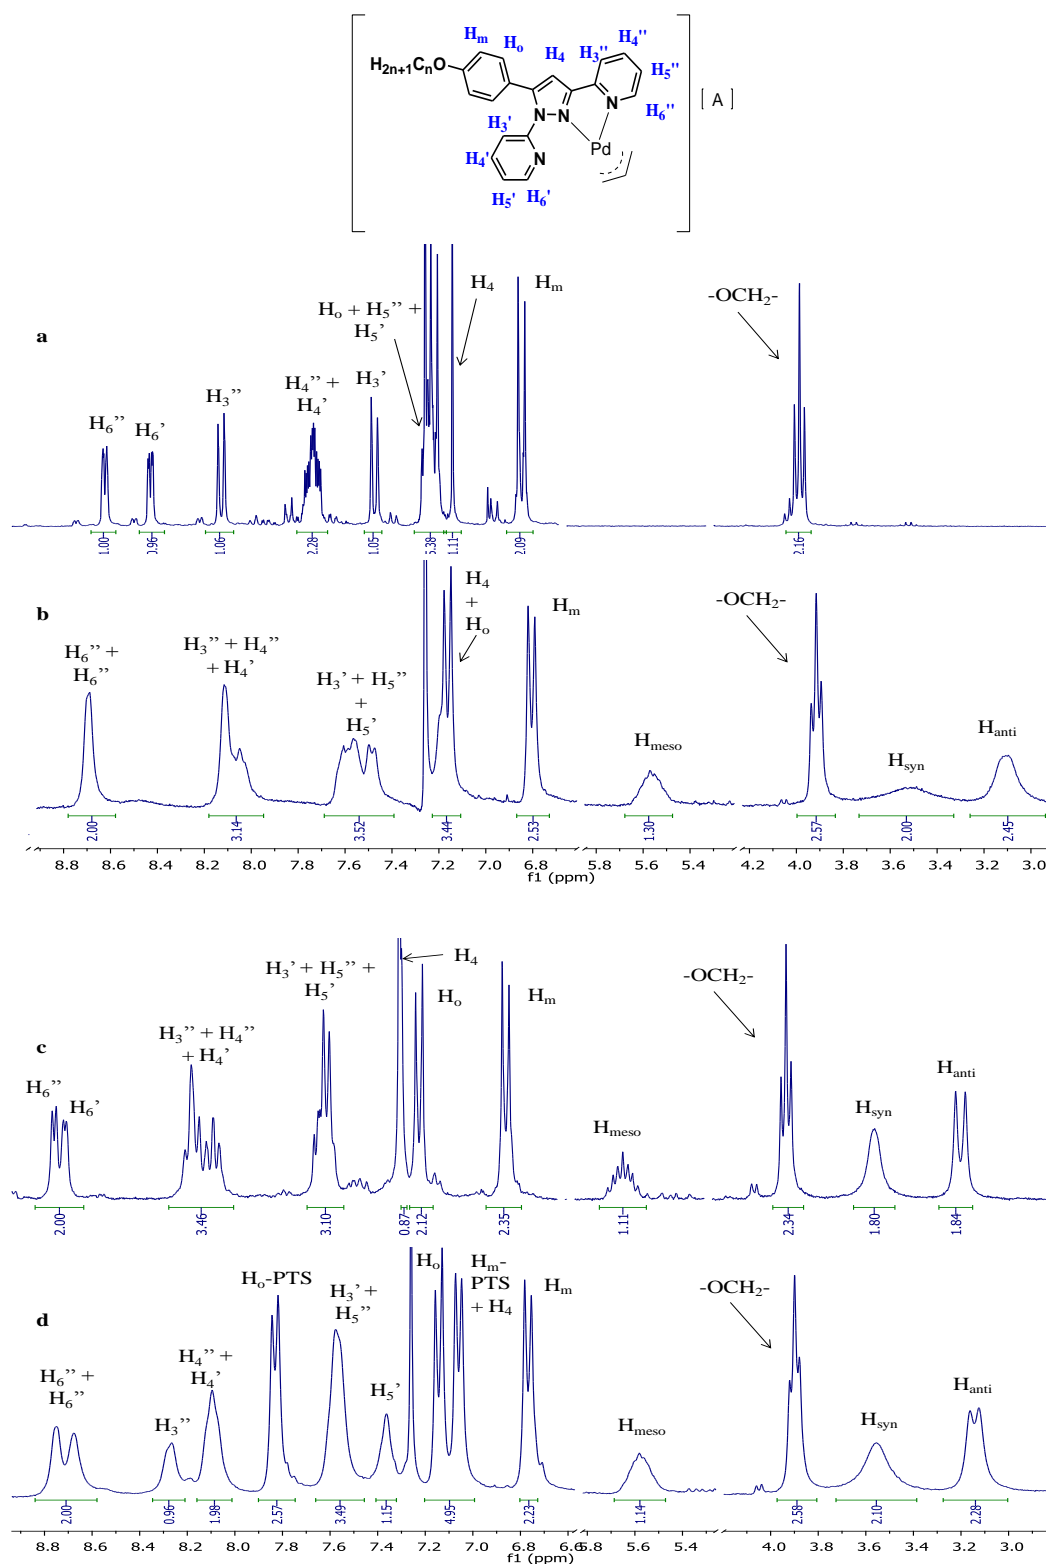 H₄''
Hₘ
Hₒ
H₄
H₃''
H₂ₙ₊₁CₙO
H₅''
[ A ]
N
H₆''
N
N
H₃'
Pd
H₄'
N
H₅'
H₆'
a
H₆''
H₆'
H₃''
H₄'' +
H₄'
H₃'
Hₒ + H₅'' +
H₅'
H₄
Hₘ
-OCH₂-
1.00
0.96
1.06
2.28
1.05
1.11
2.09
2.16
b
H₆'' +
H₆''
H₃'' + H₄''
+ H₄'
H₃' + H₅''
+
H₅'
H₄
+
Hₒ
Hₘ
Hₘₑₛₒ
-OCH₂-
Hₛᵧₙ
Hₐₙₜᵢ
2.00
3.14
3.52
3.44
2.53
1.30
2.57
2.00
2.45
8.8 8.6 8.4 8.2 8.0 7.8 7.6 7.4 7.2 7.0 6.8 5.8 5.6 5.4 4.2 4.0 3.8 3.6 3.4 3.2 3.0
f1 (ppm)
c
H₆''
H₆'
H₃'' + H₄''
+ H₄'
H₃' + H₅'' +
H₅'
H₄
Hₒ
Hₘ
Hₘₑₛₒ
-OCH₂-
Hₛᵧₙ
Hₐₙₜᵢ
2.00
3.46
3.10
0.87
2.12
2.35
1.11
2.34
1.80
1.84
d
H₆'' +
H₆''
H₃''
H₄'' +
H₄'
Hₒ-PTS
H₃' +
H₅''
H₅'
Hₒ
Hₘ-
PTS
+ H₄
Hₘ
Hₘₑₛₒ
-OCH₂-
Hₛᵧₙ
Hₐₙₜᵢ
2.00
0.96
1.98
2.57
3.49
1.15
4.95
2.27
1.14
2.58
2.10
2.28
8.8 8.6 8.4 8.2 8.0 7.8 7.6 7.4 7.2 7.0 6.8 6.6 5.8 5.6 5.4 4.0 3.8 3.6 3.4 3.2 3.0
f1 (ppm)